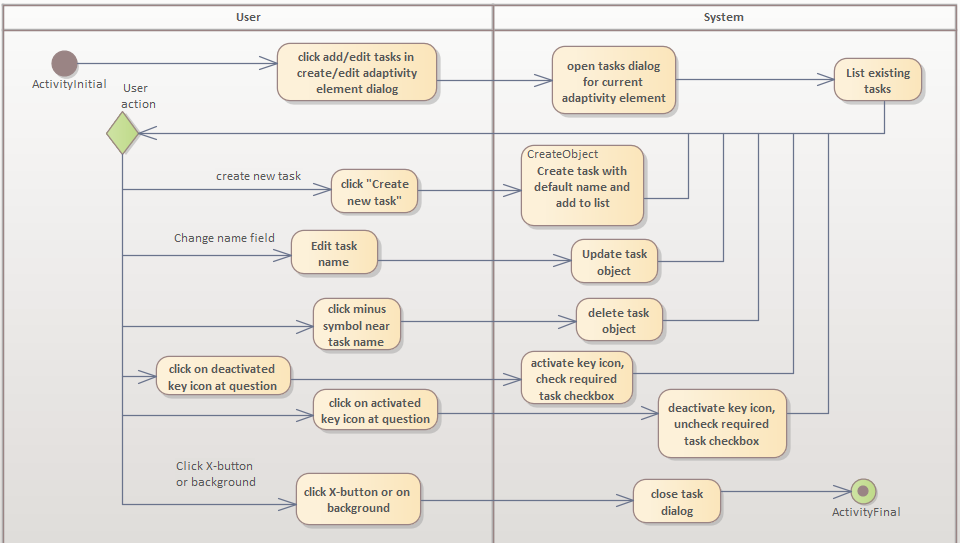 User
System
ActivityInitial
click add/edit tasks in
create/edit adaptivity
element dialog
open tasks dialog
for current
adaptivity element
List existing
tasks
User
action
create new task
click "Create
new task"
CreateObject
Create task with
default name and
add to list
Change name field
Edit task
name
Update task
object
click minus
symbol near
task name
delete task
object
click on deactivated
key icon at question
activate key icon,
check required
task checkbox
click on activated
key icon at question
deactivate key icon,
uncheck required
task checkbox
Click X-button
or background
click X-button or on
background
close task
dialog
ActivityFinal